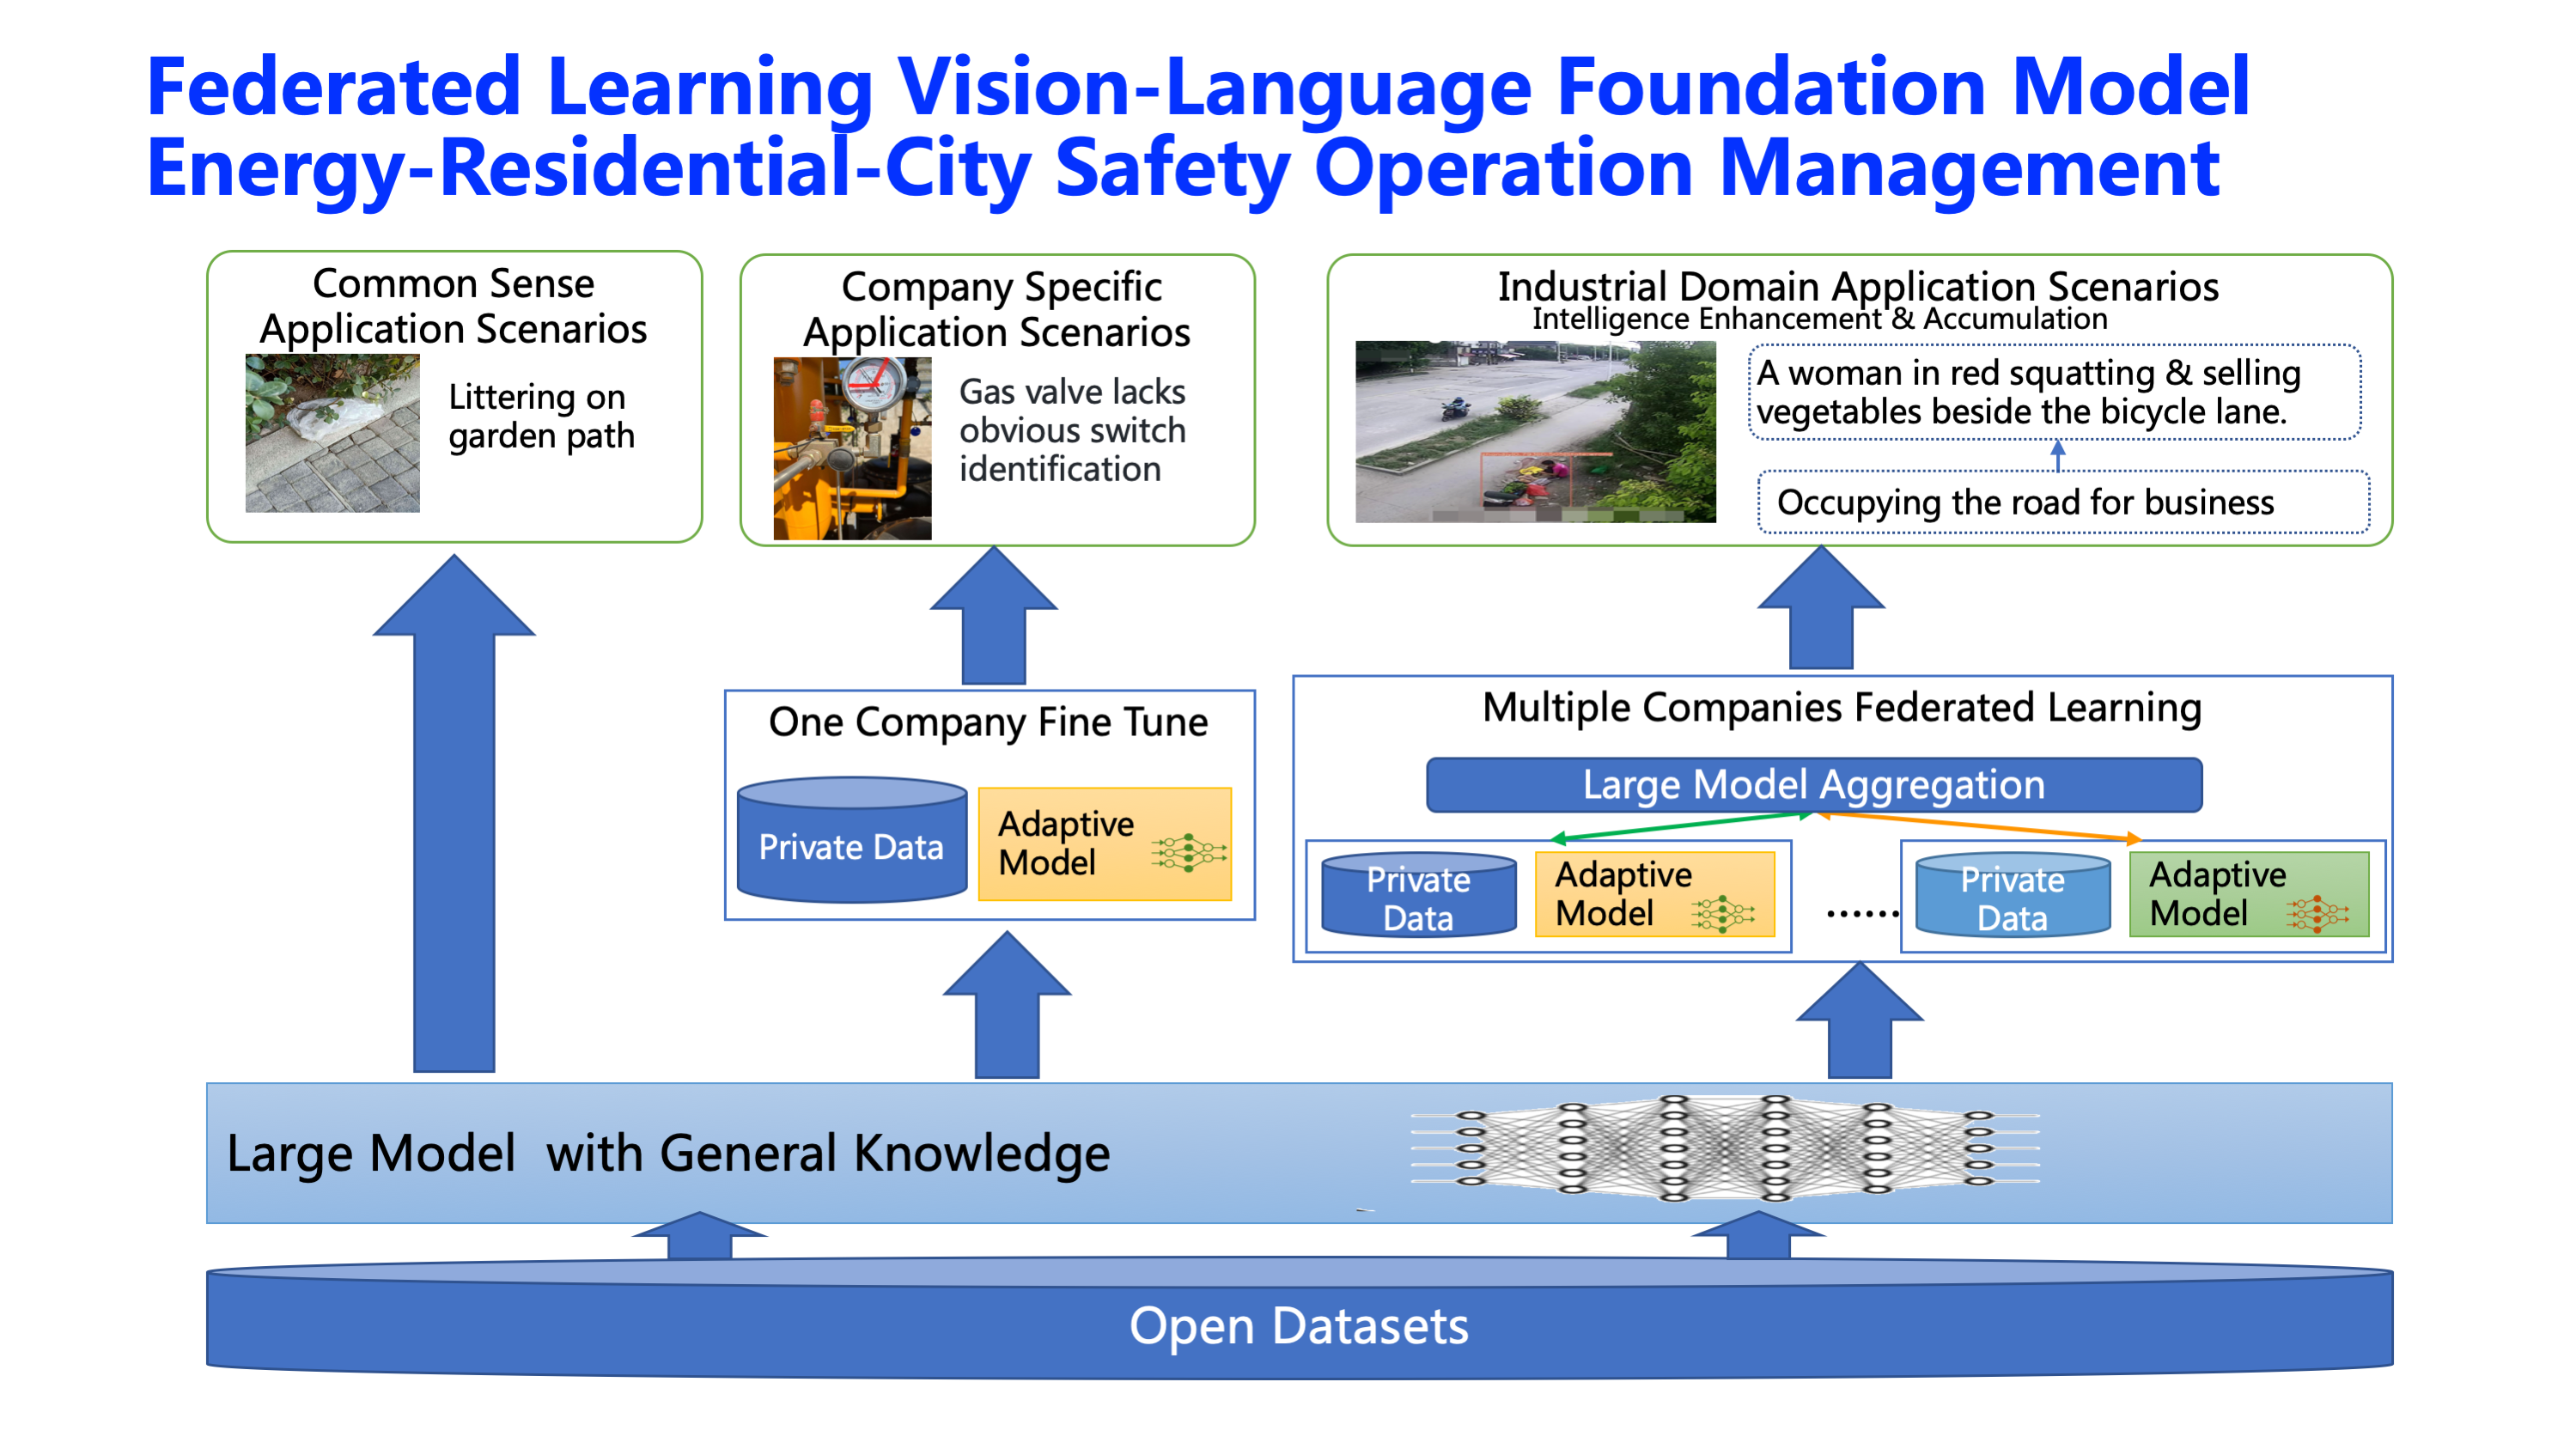 Federated Learning Vision-Language Foundation Model
Energy-Residential-City Safety Operation Management
Common Sense
Application Scenarios
Littering on
garden path
Company Specific
Application Scenarios
Gas valve lacks
obvious switch
identification
Industrial Domain Application Scenarios
Intelligence Enhancement & Accumulation
A woman in red squatting & selling
vegetables beside the bicycle lane.
Occupying the road for business
One Company Fine Tune
Private Data
Adaptive
Model
Multiple Companies Federated Learning
Large Model Aggregation
Private
Data
Adaptive
Model
......
Private
Data
Adaptive
Model
Large Model with General Knowledge
Open Datasets